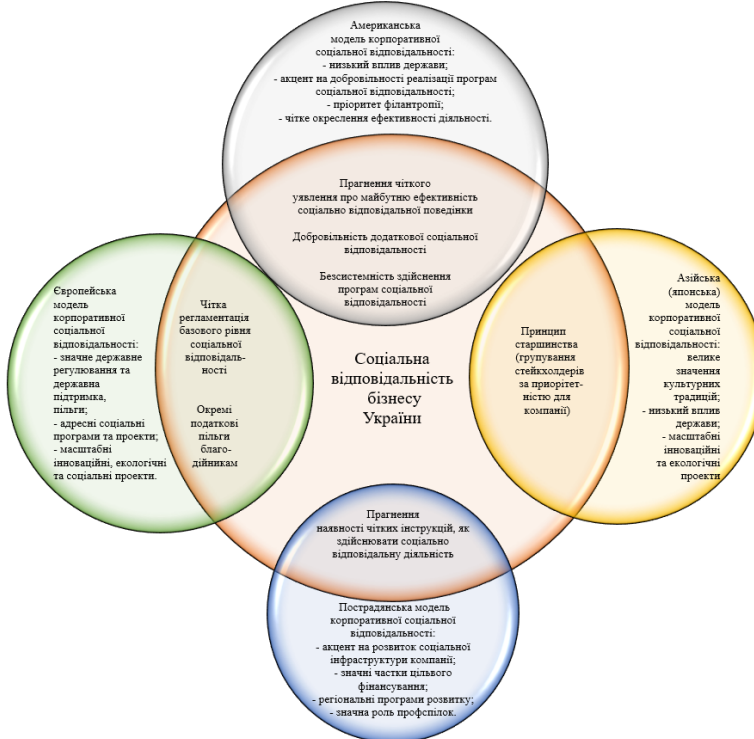 Американська
модель корпоративної
соціальної відповідальності:
- низький вплив держави;
- акцент на добровільності реалізації програм
соціальної відповідальності;
- пріоритет філантропії;
- чітке окреслення ефективності діяльності.
Прагнення чіткого
уявлення про майбутню ефективність
соціально відповідальної поведінки
Добровільність додаткової соціальної
відповідальності
Безсистемність здійснення
програм соціальної
відповідальності
Європейська
модель
корпоративної
соціальної
відповідальності:
- значне державне
регулювання та
державна
підтримка,
пільги;
- адресні соціальні
програми та проекти;
- масштабні
інноваційні, екологічні
та соціальні проекти.
Чітка
регламентація
базового рівня
соціальної
відповідаль-
ності
Окремі
податкові
пільги
благо-
дійникам
Соціальна
відповідальність
бізнесу
України
Принцип
старшинства
(групування
стейкхолдерів
за пріорітет-
ністю для
компанії)
Азійська
(японська)
модель
корпоративної
соціальної
відповідальності:
велике
значення
культурних
традицій;
- низький вплив
держави;
- масштабні
інноваційні
та екологічні
проекти
Прагнення
наявності чітких інструкцій, як
здійснювати соціально
відповідальну діяльність
Пострадянська модель
корпоративної соціальної
відповідальності:
- акцент на розвиток соціальної
інфраструктури компанії;
- значні частки цільвого
фінансування;
- регіональні програми розвитку;
- значна роль профспілок.